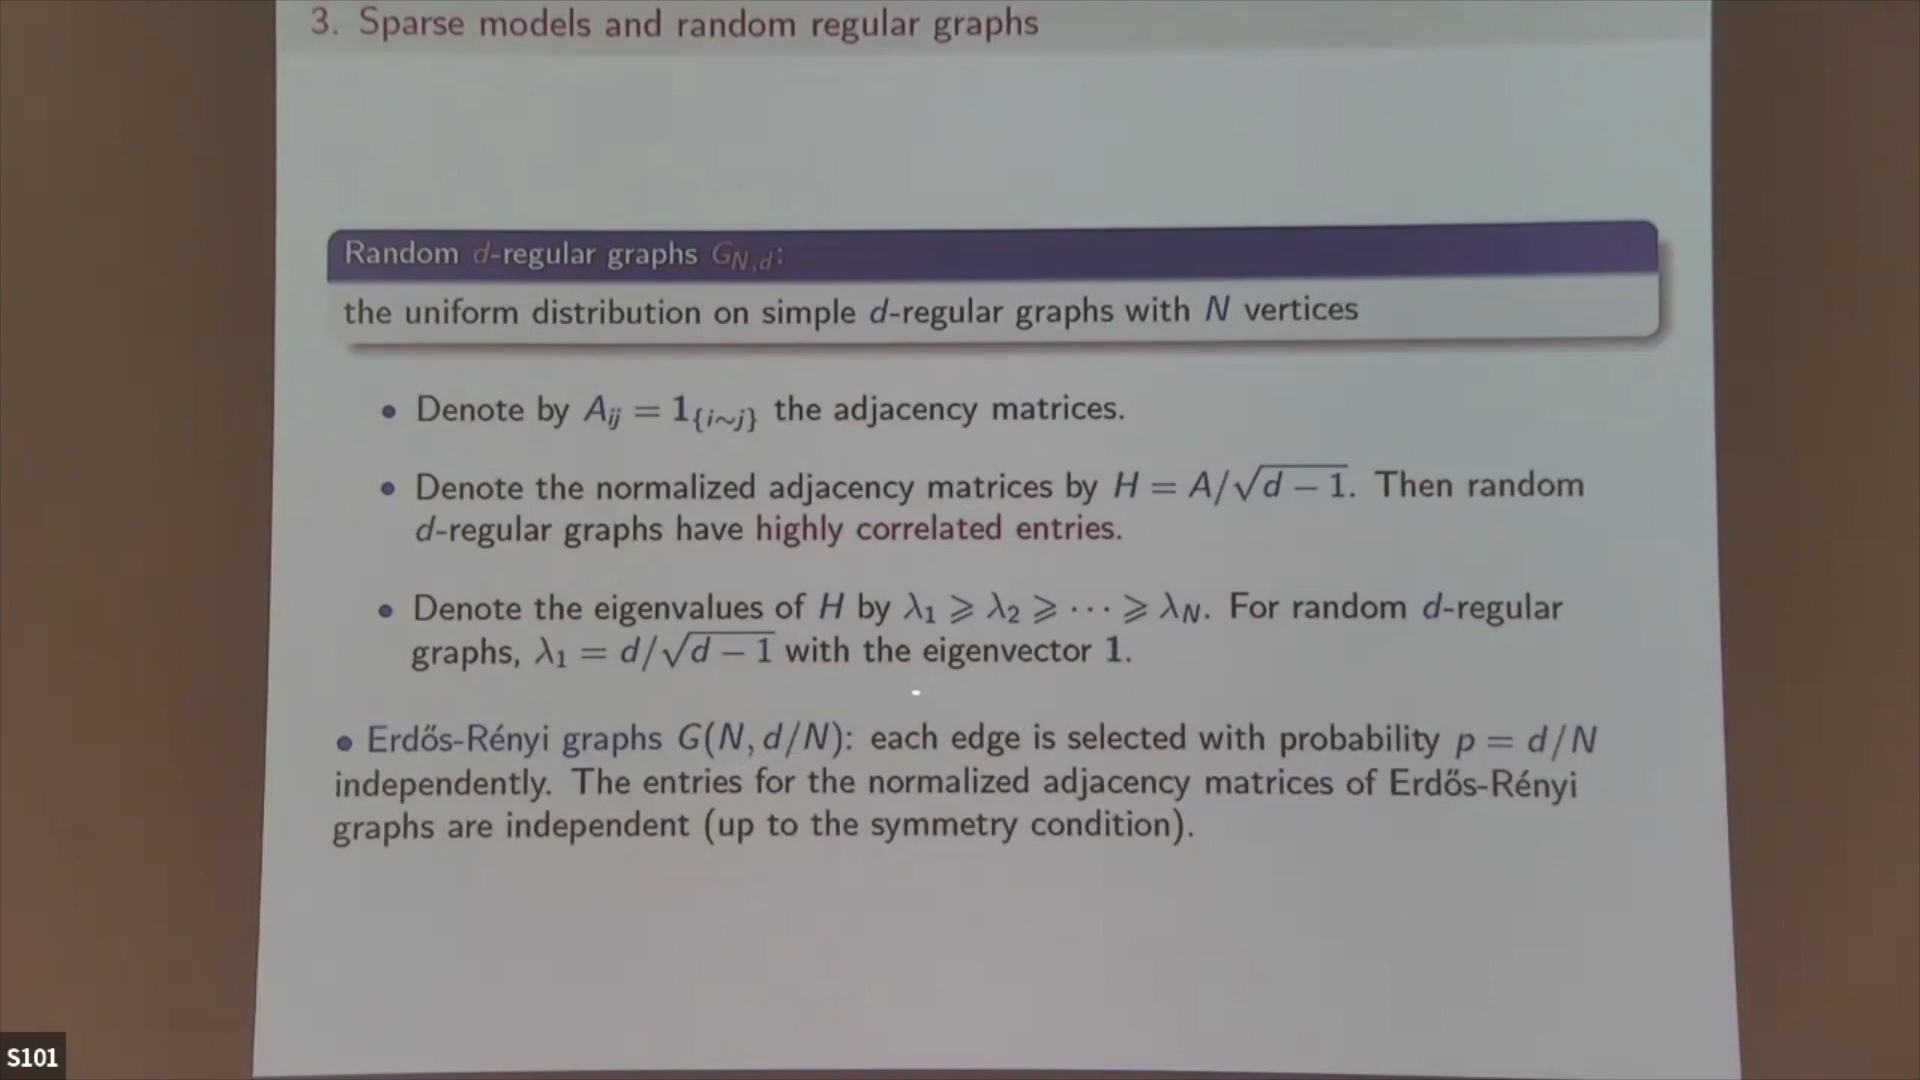 3. Sparse models and random regular graphs
Random d-regular graphs G_{N,d}:
the uniform distribution on simple d-regular graphs with N vertices
• Denote by A_{ij} = 1_{\{i∼j\}} the adjacency matrices.
• Denote the normalized adjacency matrices by H = A/√(d − 1). Then random
d-regular graphs have highly correlated entries.
• Denote the eigenvalues of H by λ₁ ⩾ λ₂ ⩾ ··· ⩾ λ_N. For random d-regular
graphs, λ₁ = d/√(d − 1) with the eigenvector 1.
• Erdős-Rényi graphs G(N, d/N): each edge is selected with probability p = d/N
independently. The entries for the normalized adjacency matrices of Erdős-Rényi
graphs are independent (up to the symmetry condition).
S101